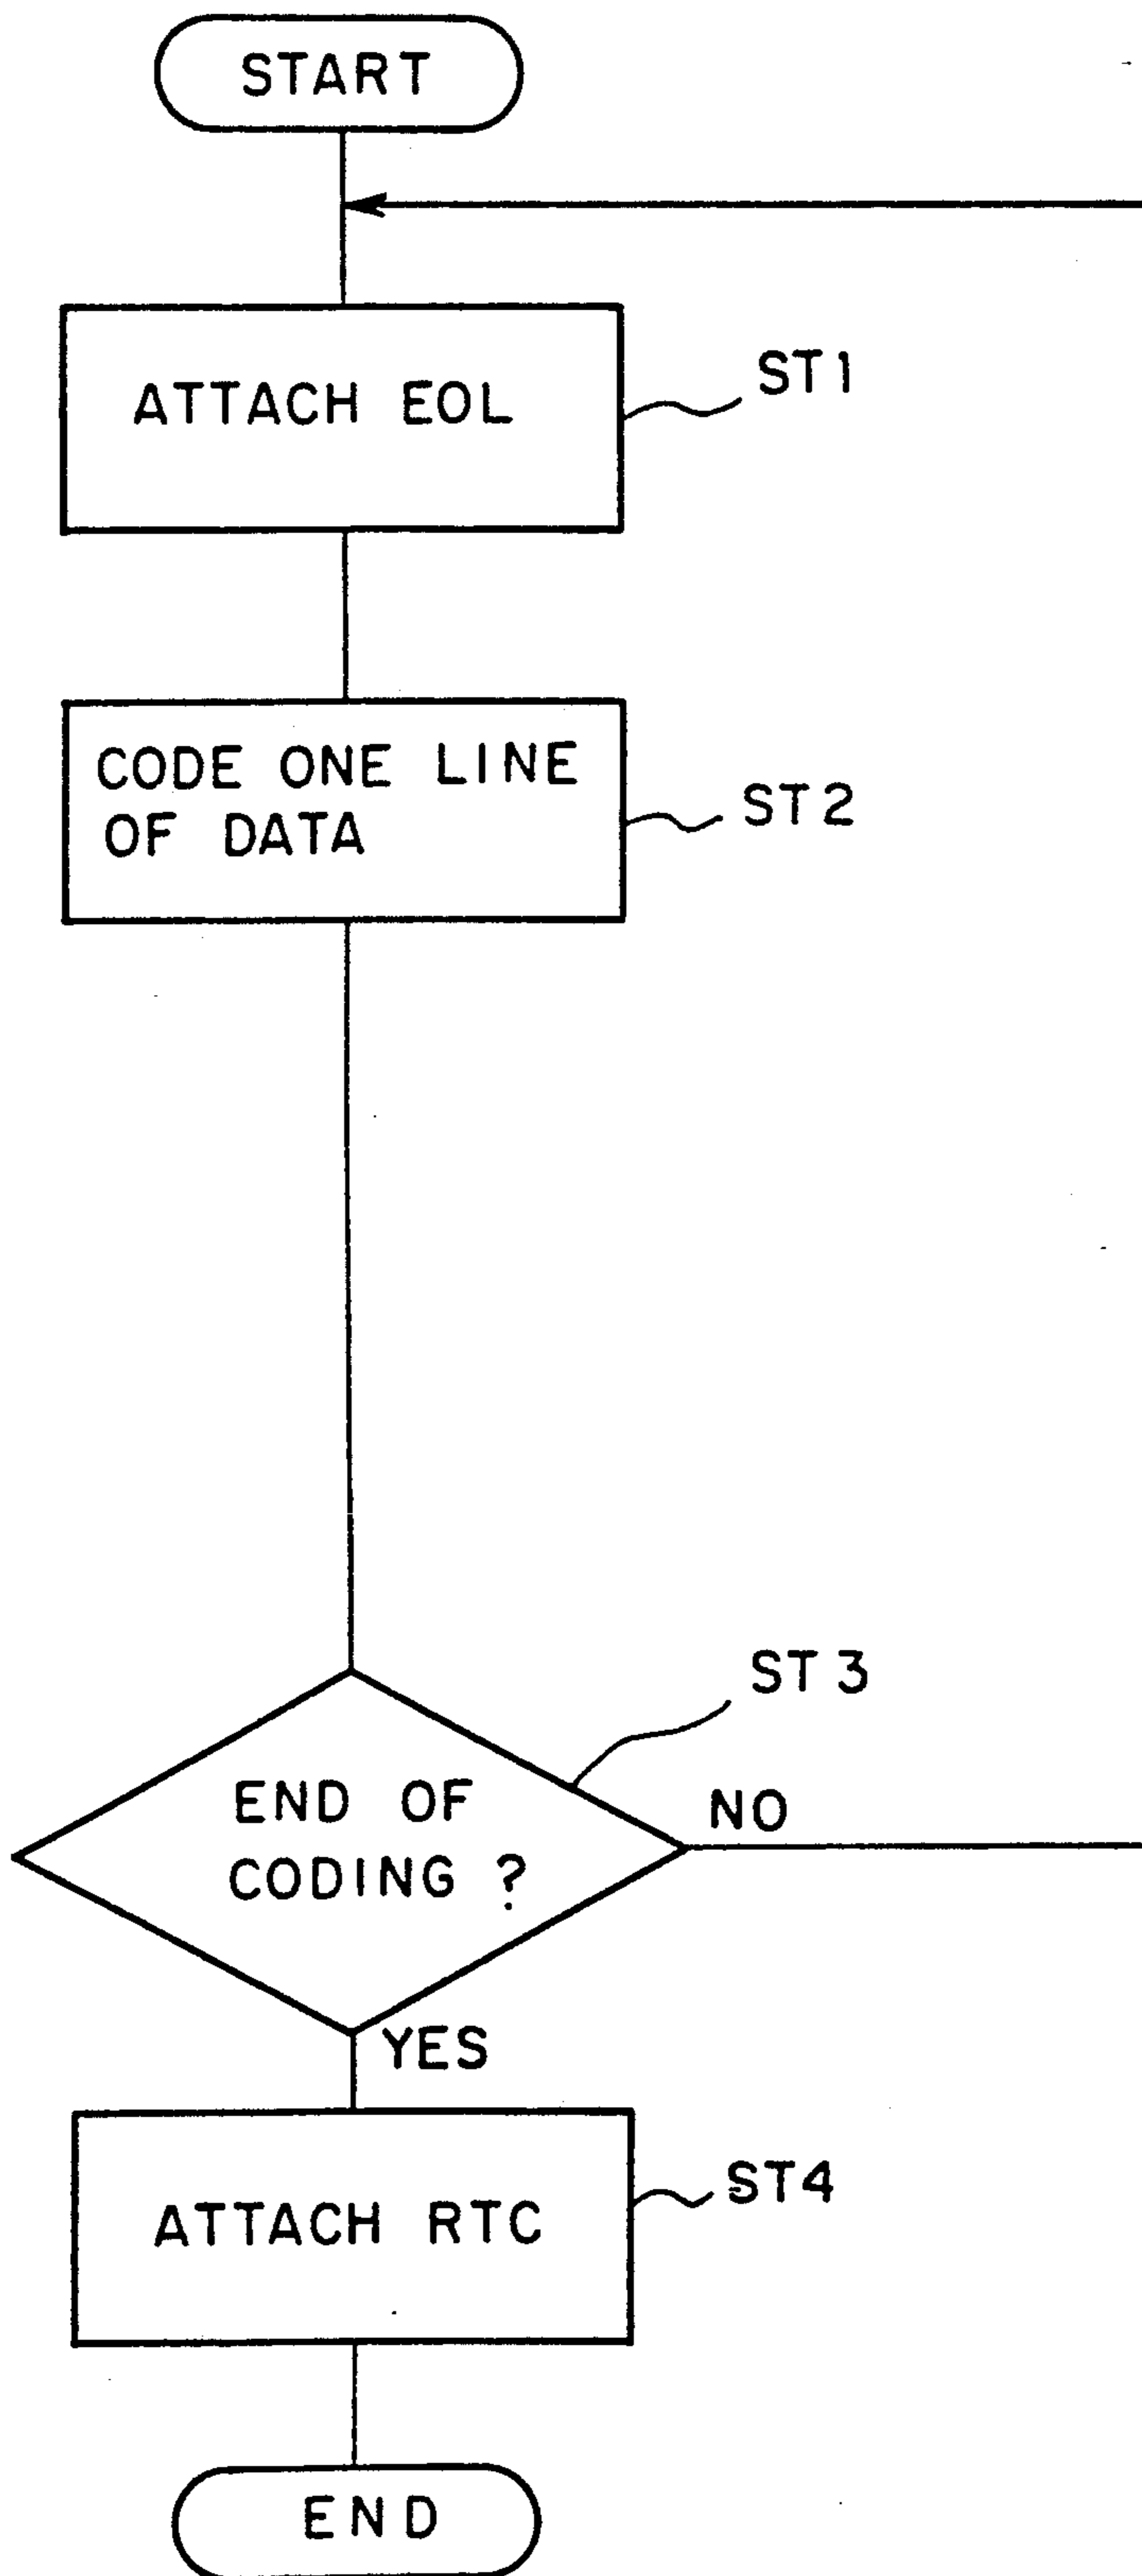 START
ATTACH EOL
ST1
CODE ONE LINE
OF DATA
ST2
ST3
END OF
CODING ?
NO
YES
ATTACH RTC
ST4
END